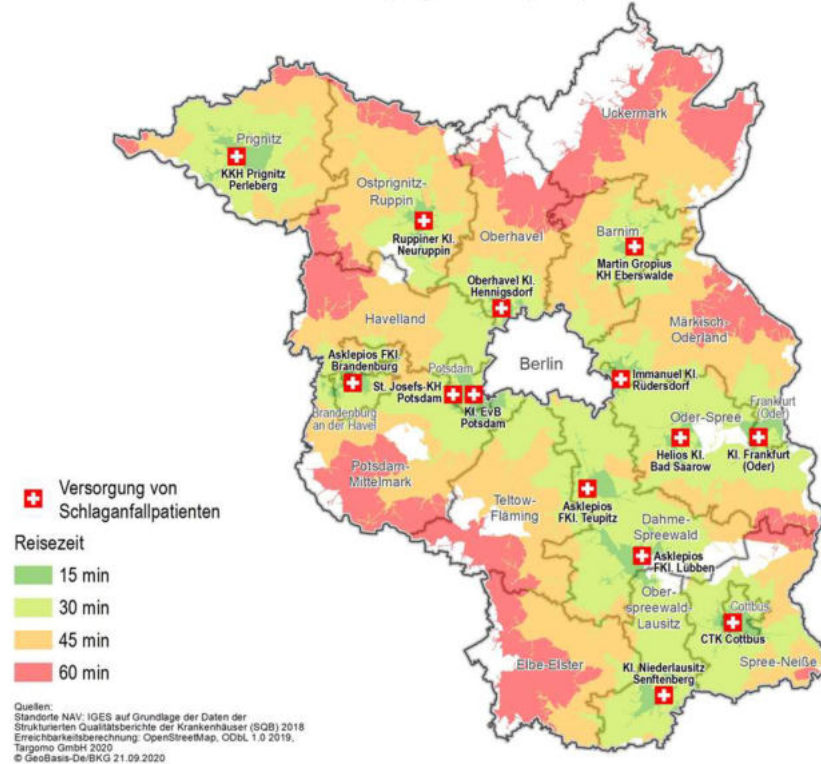 Uckermark
Prignitz
KKH Prignitz
Perleberg
Ostprignitz-
Ruppin
Ruppiner Kl.
Neuruppin
Oberhavel
Barnim
Martin Gropius
KH Eberswalde
Oberhavel Kl.
Hennigsdorf
Havelland
Märkisch-
Oderland
Asklepios FKl.
Brandenburg
Potsdam
St. Josefs-KH
Potsdam
Kl. EvB
Potsdam
Berlin
Immanuel Kl.
Rüdersdorf
Brandenburg
an der Havel
Oder-Spree
Frankfurt
(Oder)
Helios Kl.
Bad Saarow
Kl. Frankfurt
(Oder)
Potsdam-
Mittelmark
Teltow-
Fläming
Asklepios
FKl. Teupitz
Dahme-
Spreewald
Asklepios
FKl. Lübben
Ober-
spreewald-
Lausitz
Cottbus
CTK Cottbus
Spree-Neiße
Elbe-Elster
Kl. Niederlausitz
Senftenberg
Versorgung von
Schlaganfallpatienten
Reisezeit
15 min
30 min
45 min
60 min
Quellen:
Standorte NAV: IGES auf Grundlage der Daten der
Strukturierten Qualitätsberichte der Krankenhäuser (SQB) 2018
Erreichbarkeitsberechnung: OpenStreetMap, ODbL 1.0 2019,
Targomo GmbH 2020
© GeoBasis-De/BKG 21.09.2020